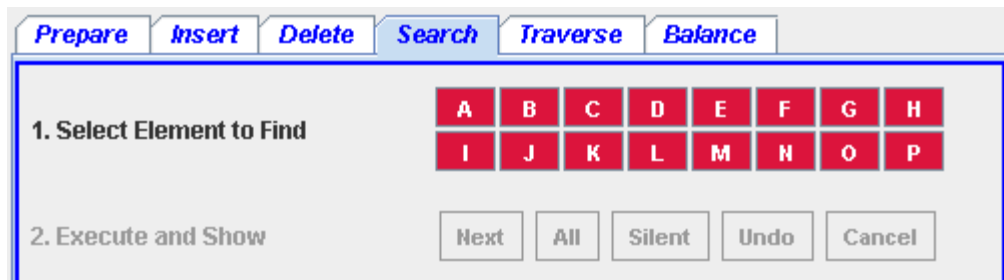 Prepare Insert Delete Search Traverse Balance
1. Select Element to Find
A B C D E F G H
I J K L M N O P
2. Execute and Show Next All Silent Undo Cancel